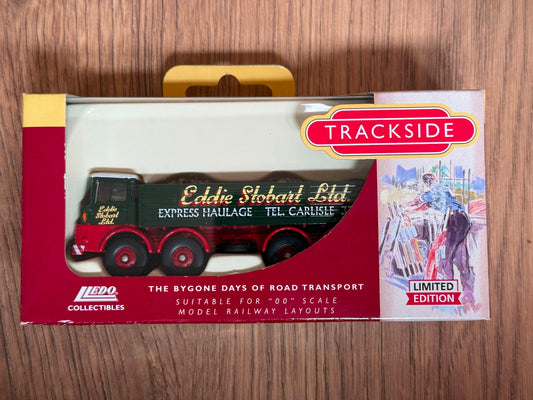 TRACKSIDE
Eddie Stobart Ltd.
EXPRESS HAULAGE TEL. CARLISLE
Eddie
Stobart
Ltd.
THE BYGONE DAYS OF ROAD TRANSPORT
SUITABLE FOR "00" SCALE
MODEL RAILWAY LAYOUTS
LLEDO
COLLECTIBLES
LIMITED
EDITION